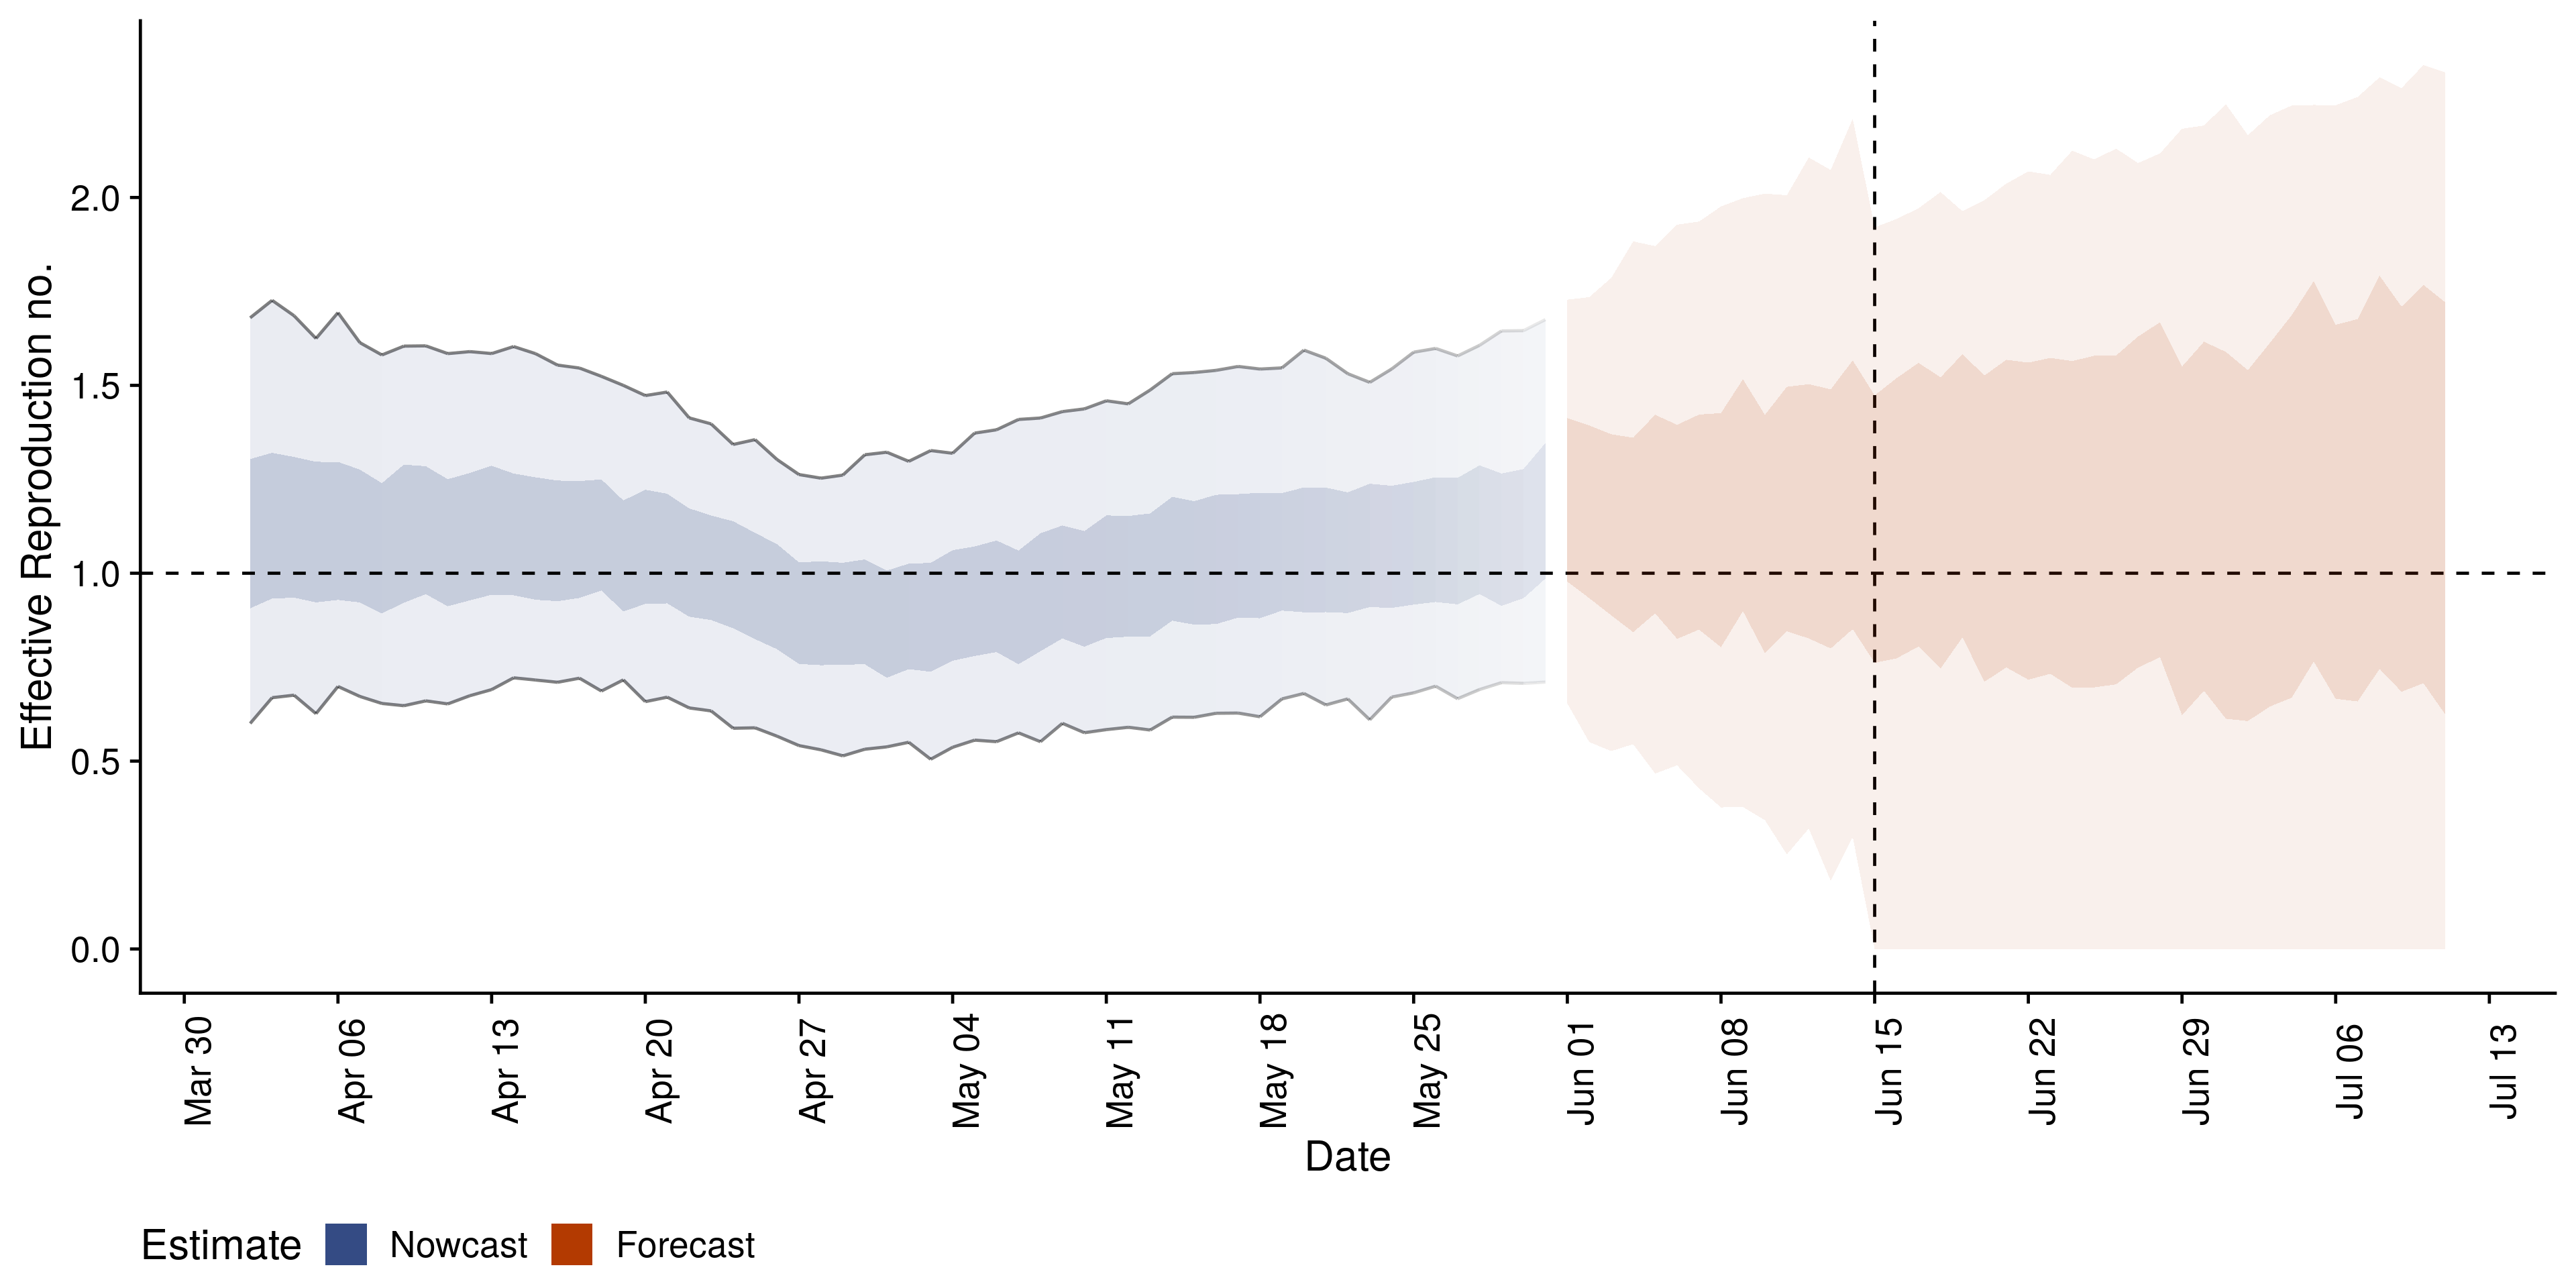 Effective Reproduction no.
2.0
1.5
1.0
0.5
0.0
Mar 30
Apr 06
Apr 13
Apr 20
Apr 27
May 04
May 11
May 18
May 25
Jun 01
Jun 08
Jun 15
Jun 22
Jun 29
Jul 06
Jul 13
Date
Estimate Nowcast Forecast